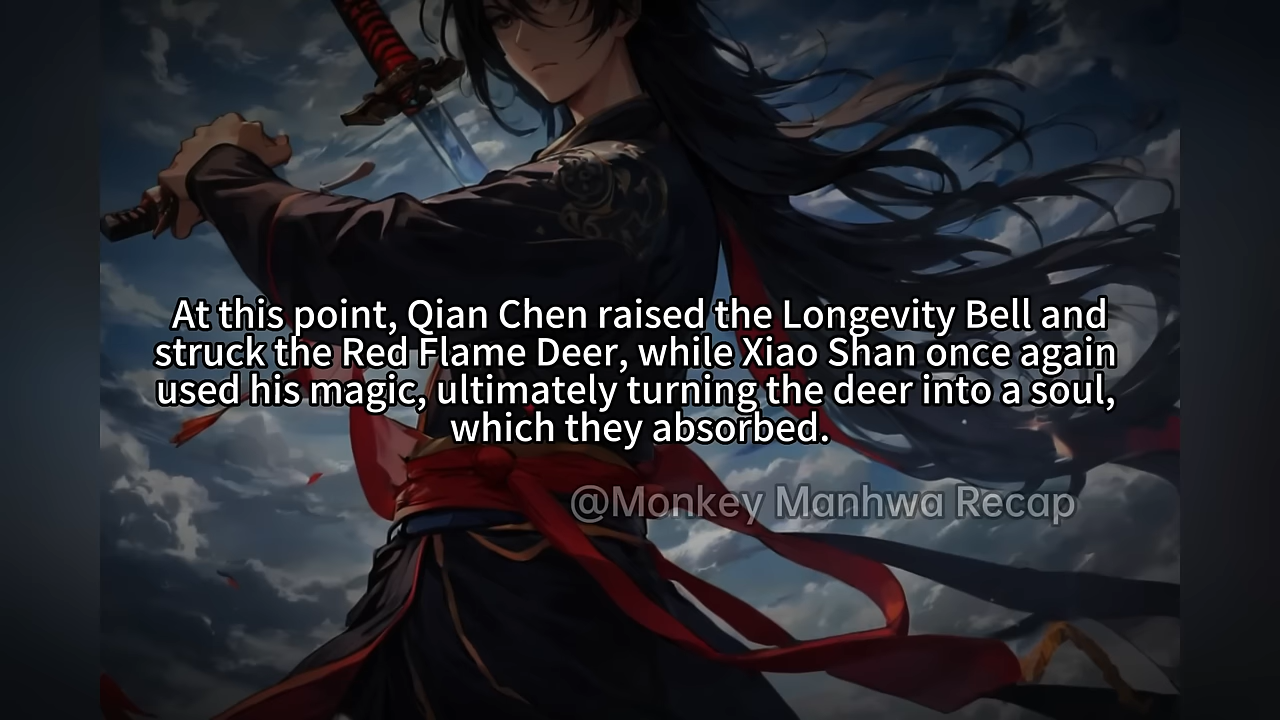 At this point, Qian Chen raised the Longevity Bell and
struck the Red Flame Deer, while Xiao Shan once again
used his magic, ultimately turning the deer into a soul,
which they absorbed.
@Monkey Manhwa Recap